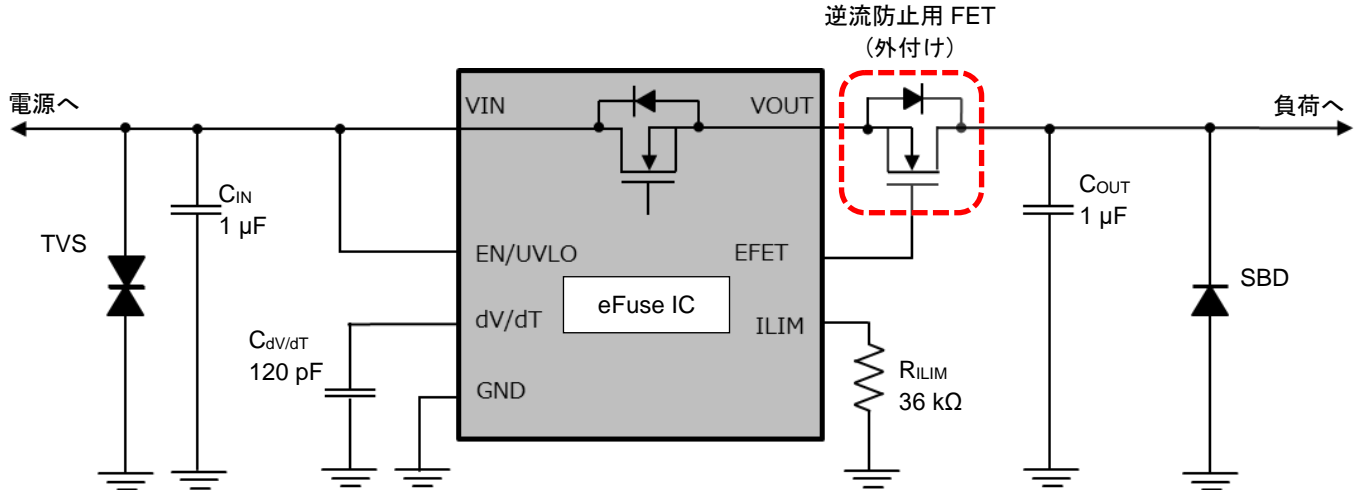 逆流防止用 FET
（外付け）
電源へ
VIN
VOUT
負荷へ
CIN
1 µF
COUT
1 µF
TVS
EN/UVLO
EFET
SBD
eFuse IC
dV/dT
ILIM
CdV/dT
120 pF
RILIM
36 kΩ
GND